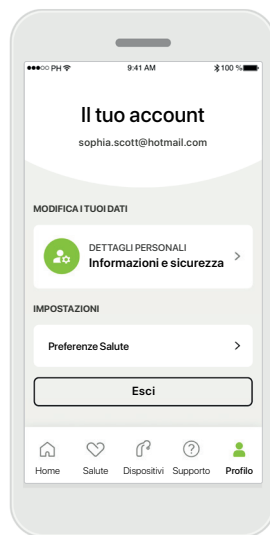 ●●●○○ PH 9:41 AM 100 %
Il tuo account
sophia.scott@hotmail.com
MODIFICA I TUOI DATI
DETTAGLI PERSONALI
Informazioni e sicurezza
IMPOSTAZIONI
Preferenze Salute
Esci
Home Salute Dispositivi Supporto Profilo